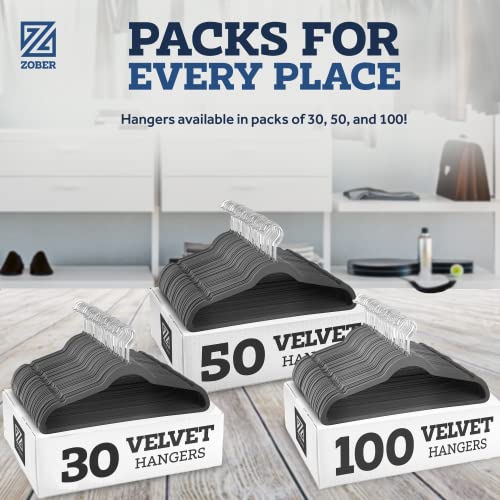 ZOBER
PACKS FOR
EVERY PLACE
Hangers available in packs of 30, 50, and 100!
50 VELVET
HANGERS
30 VELVET
HANGERS
100 VELVET
HANGERS